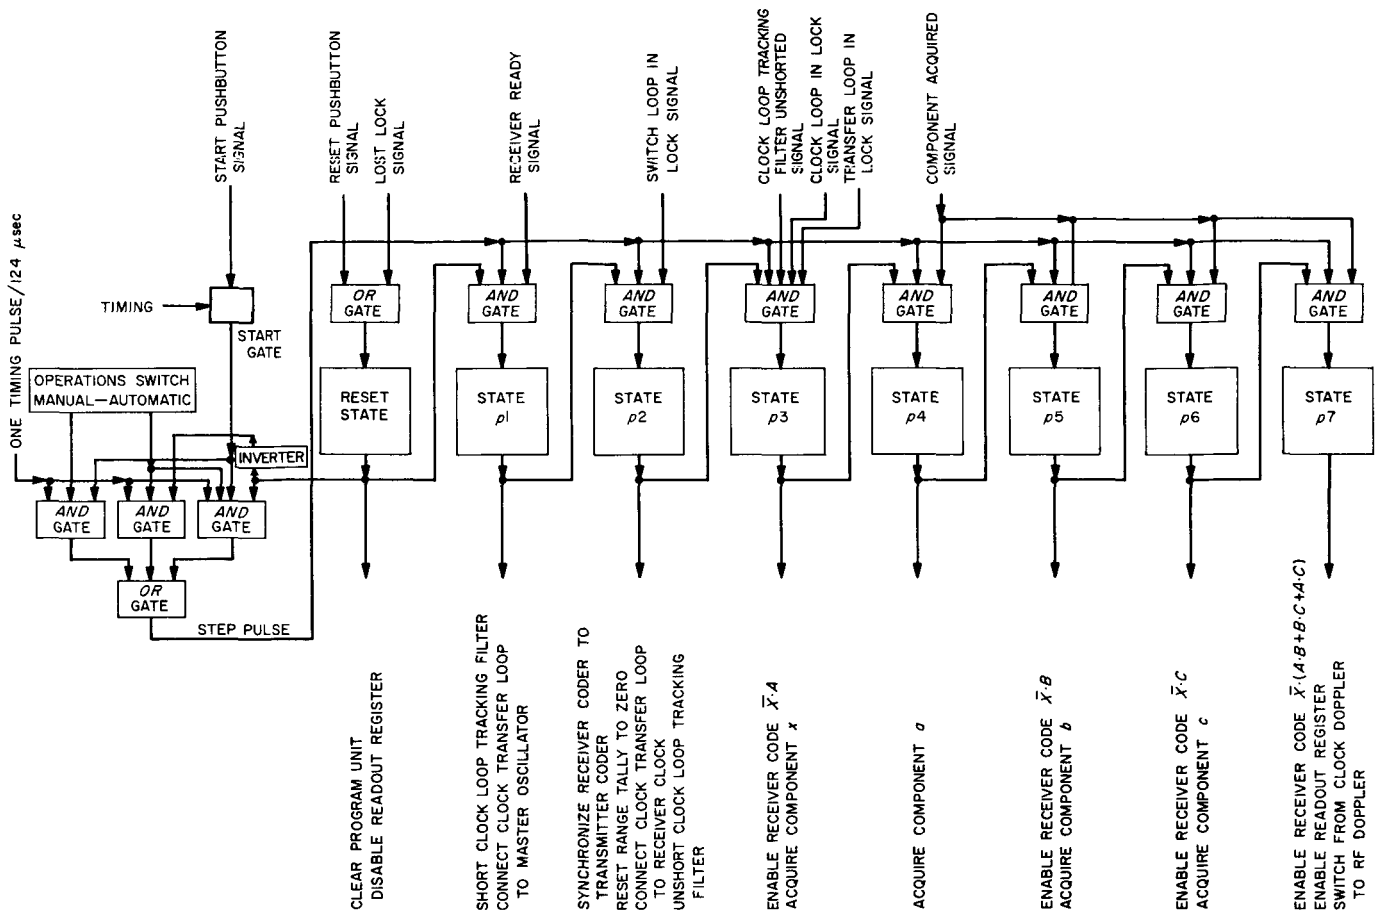 ONE TIMING PULSE/124 μsec
START PUSHBUTTON
SIGNAL
RESET PUSHBUTTON
SIGNAL
LOST LOCK
SIGNAL
RECEIVER READY
SIGNAL
SWITCH LOOP IN
LOCK SIGNAL
CLOCK LOOP TRACKING
FILTER UNSHORTED
SIGNAL
CLOCK LOOP IN LOCK
SIGNAL
TRANSFER LOOP IN
LOCK SIGNAL
COMPONENT ACQUIRED
SIGNAL
TIMING
START
GATE
OPERATIONS SWITCH
MANUAL—AUTOMATIC
INVERTER
AND
GATE
AND
GATE
AND
GATE
OR
GATE
STEP PULSE
OR
GATE
AND
GATE
AND
GATE
AND
GATE
AND
GATE
AND
GATE
AND
GATE
AND
GATE
RESET
STATE
STATE
p1
STATE
p2
STATE
p3
STATE
p4
STATE
p5
STATE
p6
STATE
p7
CLEAR PROGRAM UNIT
DISABLE READOUT REGISTER
SHORT CLOCK LOOP TRACKING FILTER
CONNECT CLOCK TRANSFER LOOP
TO MASTER OSCILLATOR
SYNCHRONIZE RECEIVER CODER TO
TRANSMITTER CODER
RESET RANGE TALLY TO ZERO
CONNECT CLOCK TRANSFER LOOP
TO RECEIVER CLOCK
UNSHORT CLOCK LOOP TRACKING
FILTER
ENABLE RECEIVER CODE X̄·A
ACQUIRE COMPONENT x
ACQUIRE COMPONENT a
ENABLE RECEIVER CODE X̄·B
ACQUIRE COMPONENT b
ENABLE RECEIVER CODE X̄·C
ACQUIRE COMPONENT c
ENABLE RECEIVER CODE X̄·(A·B+B·C+A·C)
ENABLE READOUT REGISTER
SWITCH FROM CLOCK DOPPLER
TO RF DOPPLER